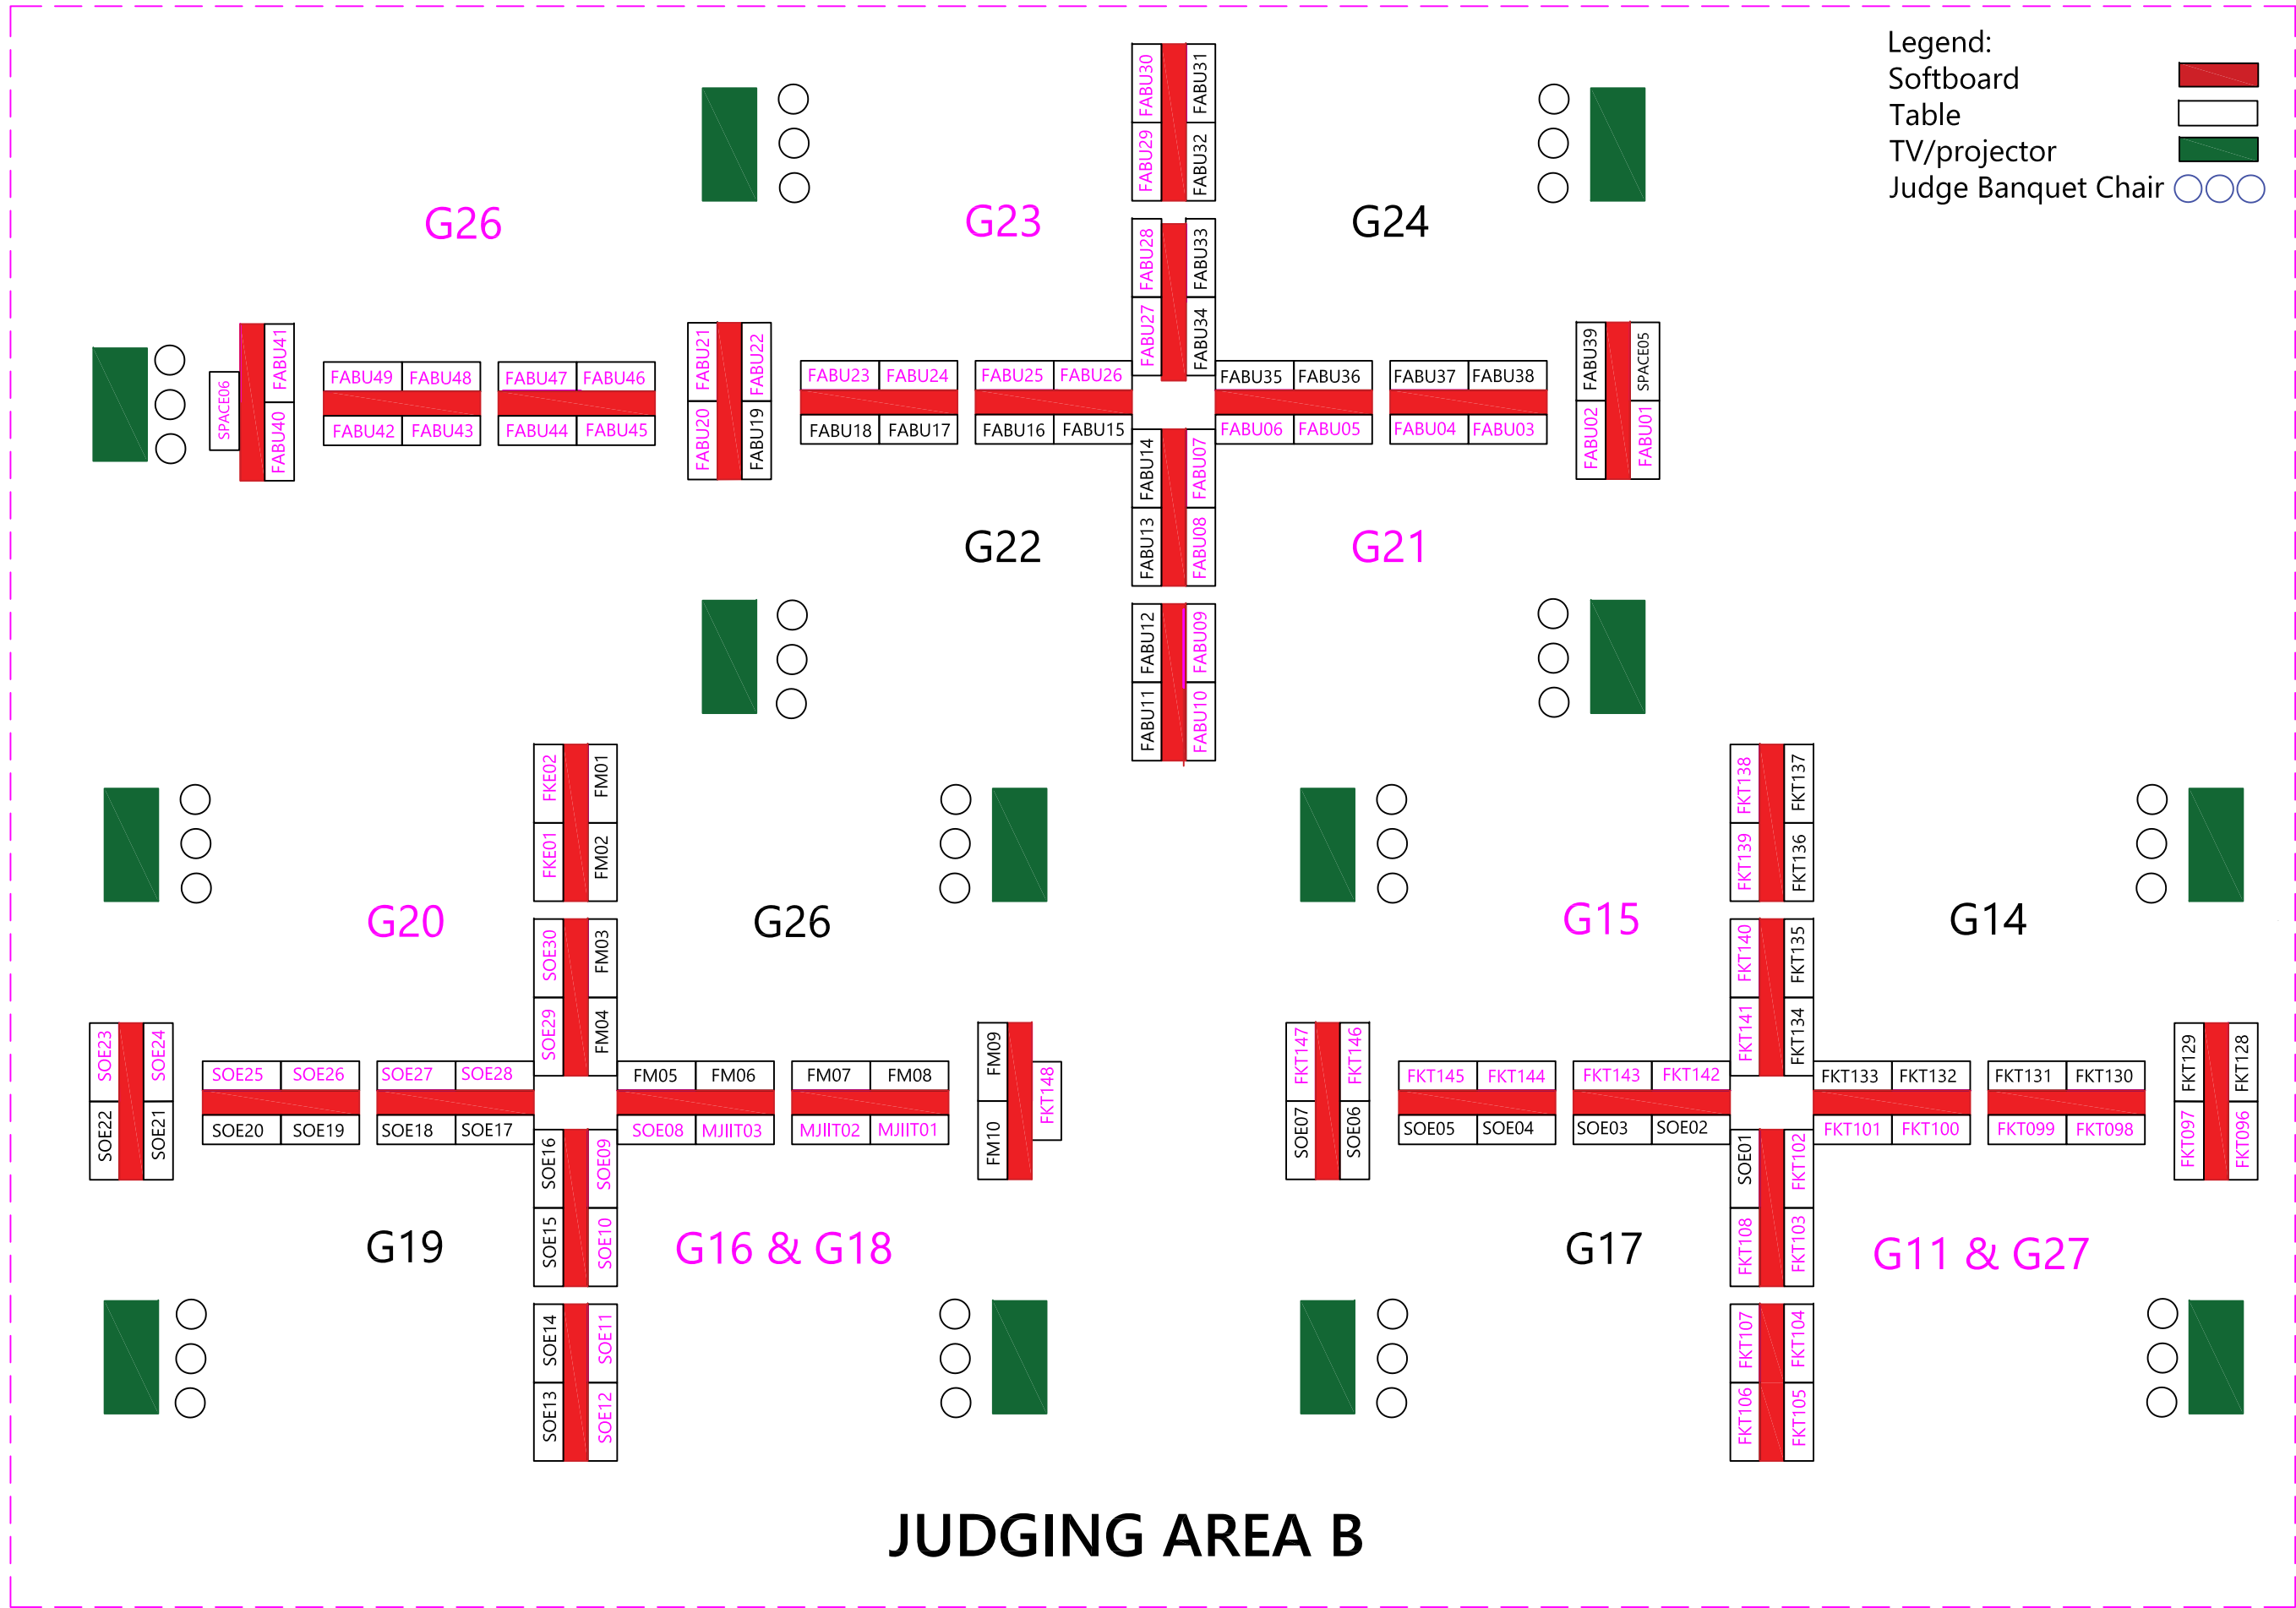 Legend:
Softboard
Table
TV/projector
Judge Banquet Chair
FABU30
FABU31
FABU29
FABU32
G26
G23
G24
FABU28
FABU33
FABU27
FABU34
SPACE06
FABU41
FABU40
FABU49 FABU48 FABU47 FABU46
FABU42 FABU43 FABU44 FABU45
FABU21
FABU22
FABU20
FABU19
FABU23 FABU24 FABU25 FABU26
FABU18 FABU17 FABU16 FABU15
FABU35 FABU36 FABU37 FABU38
FABU06 FABU05 FABU04 FABU03
FABU39
SPACE05
FABU02
FABU01
FABU14
FABU07
FABU13
FABU08
G22
G21
FABU12
FABU09
FABU11
FABU10
FKE02
FM01
FKE01
FM02
G20
G26
SOE30
FM03
SOE29
FM04
SOE23
SOE24
SOE22
SOE21
SOE25 SOE26 SOE27 SOE28
SOE20 SOE19 SOE18 SOE17
FM05 FM06 FM07 FM08
SOE08 MJIIT03 MJIIT02 MJIIT01
FM09
FM10
FKT148
SOE16
SOE09
SOE15
SOE10
G19
G16 & G18
SOE14
SOE11
SOE13
SOE12
FKT138
FKT137
FKT139
FKT136
G15
G14
FKT140
FKT135
FKT141
FKT134
FKT147
FKT146
SOE07
SOE06
FKT145 FKT144 FKT143 FKT142
SOE05 SOE04 SOE03 SOE02
FKT133 FKT132 FKT131 FKT130
FKT101 FKT100 FKT099 FKT098
FKT129
FKT128
FKT097
FKT096
SOE01
FKT102
FKT108
FKT103
G17
G11 & G27
FKT107
FKT104
FKT106
FKT105
JUDGING AREA B